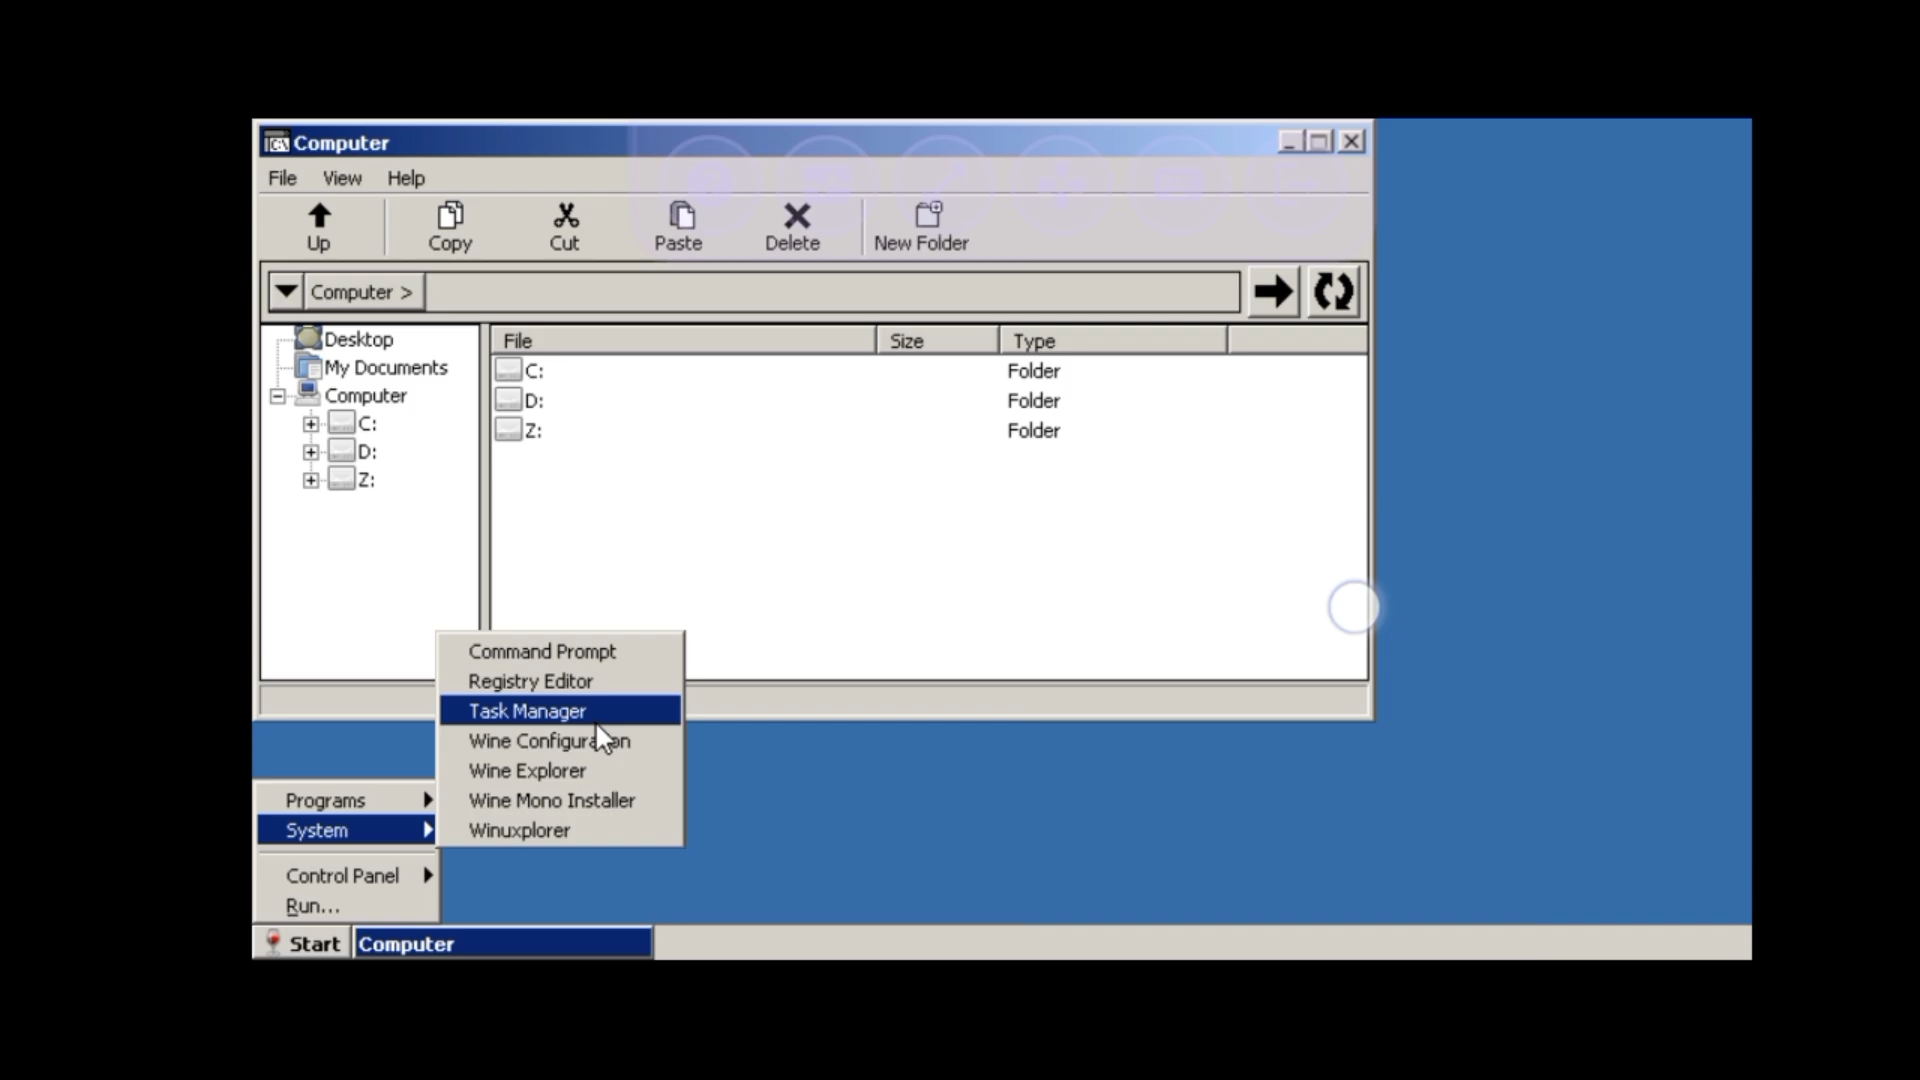 Computer
File View Help
Up Copy Cut Paste Delete New Folder
Computer >
Desktop
My Documents
Computer
C:
D:
Z:
File Size Type
C: Folder
D: Folder
Z: Folder
Command Prompt
Registry Editor
Task Manager
Wine Configuration
Wine Explorer
Wine Mono Installer
Winuxplorer
Programs
System
Control Panel
Run...
Start Computer